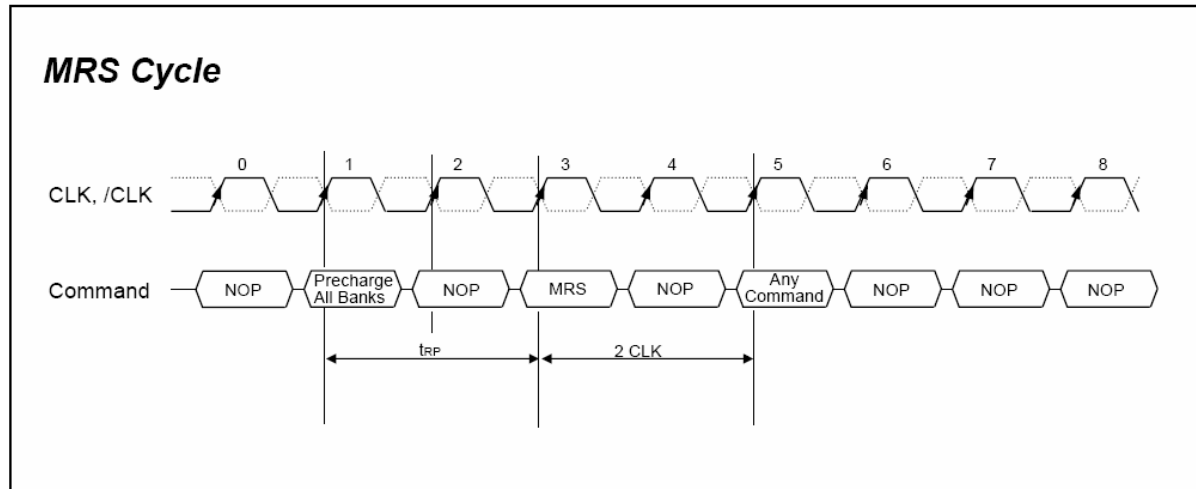 MRS Cycle
0 1 2 3 4 5 6 7 8
CLK, /CLK
Command
NOP
Precharge
All Banks
NOP
MRS
NOP
Any
Command
NOP
NOP
NOP
tRP
2 CLK